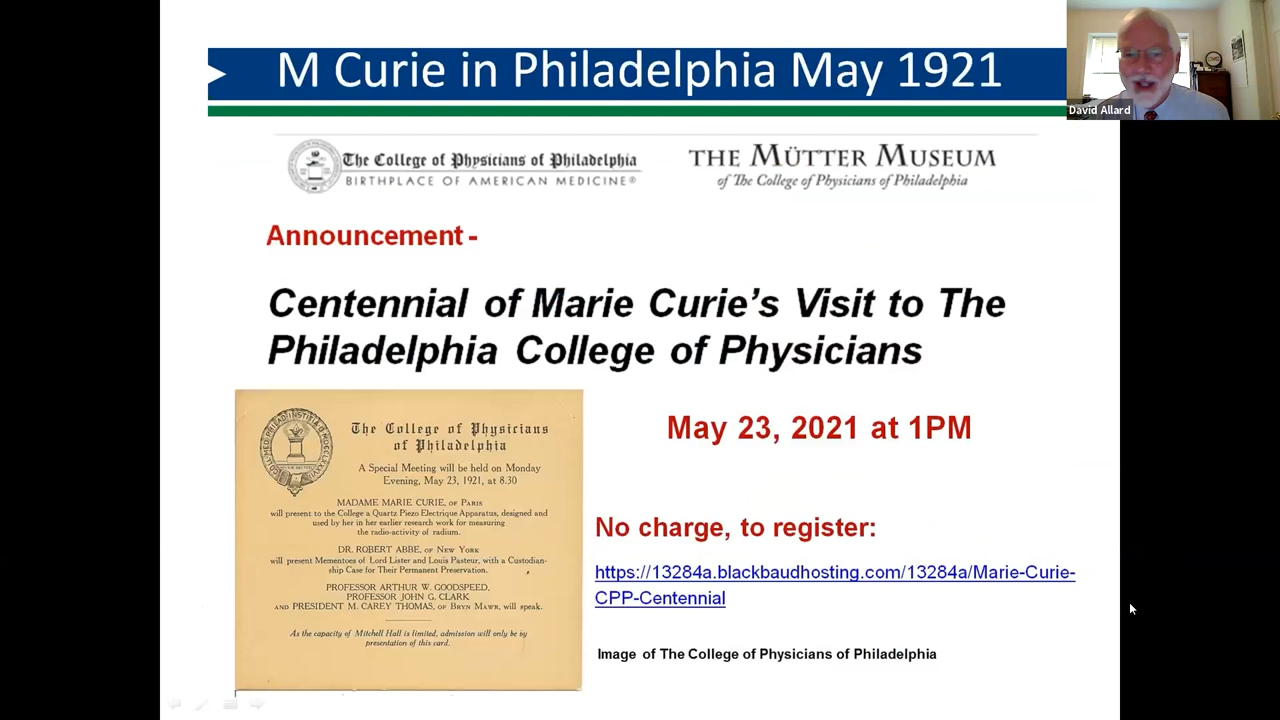 M Curie in Philadelphia May 1921
David Allard
The College of Physicians of Philadelphia
BIRTHPLACE OF AMERICAN MEDICINE®
THE MÜTTER MUSEUM
of The College of Physicians of Philadelphia
Announcement -
Centennial of Marie Curie's Visit to The
Philadelphia College of Physicians
The College of Physicians
of Philadelphia
A Special Meeting will be held on Monday
Evening, May 23, 1921, at 8.30
MADAME MARIE CURIE, OF PARIS
will present to the College a Quartz Piezo Electrique Apparatus, designed and
used by her in her earlier research work for measuring
the radio-activity of radium.
DR. ROBERT ABBE, OF NEW YORK
will present Mementoes of Lord Lister and Louis Pasteur, with a Custodian-
ship Case for Their Permanent Preservation.
PROFESSOR ARTHUR W. GOODSPEED,
PROFESSOR JOHN G. CLARK
AND PRESIDENT M. CAREY THOMAS, OF BRYN MAWR, will speak.
As the capacity of Mitchell Hall is limited, admission will only be by
presentation of this card.
May 23, 2021 at 1PM
No charge, to register:
https://13284a.blackbaudhosting.com/13284a/Marie-Curie-
CPP-Centennial
Image of The College of Physicians of Philadelphia